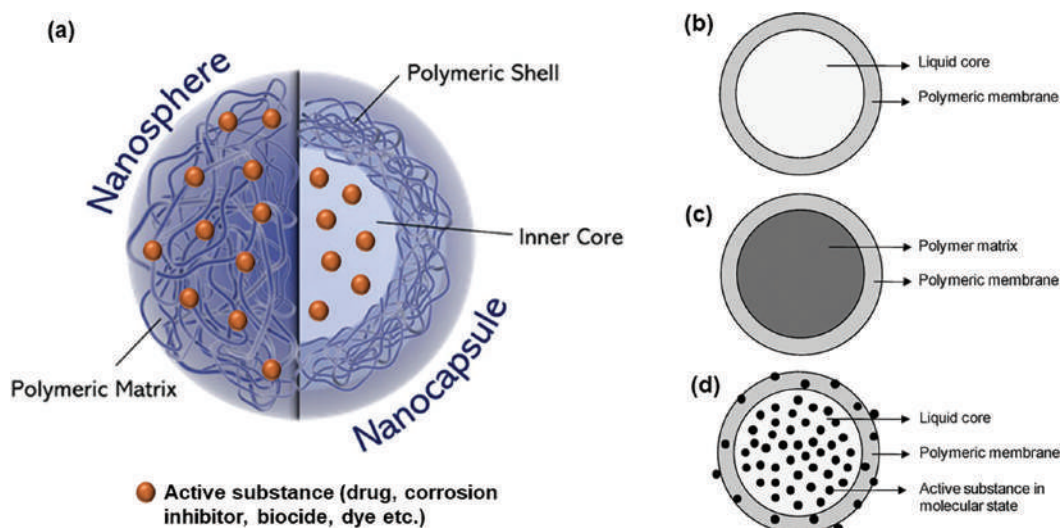 (a)
Nanosphere
Polymeric Shell
Inner Core
Polymeric Matrix
Nanocapsule
Active substance (drug, corrosion
inhibitor, biocide, dye etc.)
(b)
Liquid core
Polymeric membrane
(c)
Polymer matrix
Polymeric membrane
(d)
Liquid core
Polymeric membrane
Active substance in
molecular state